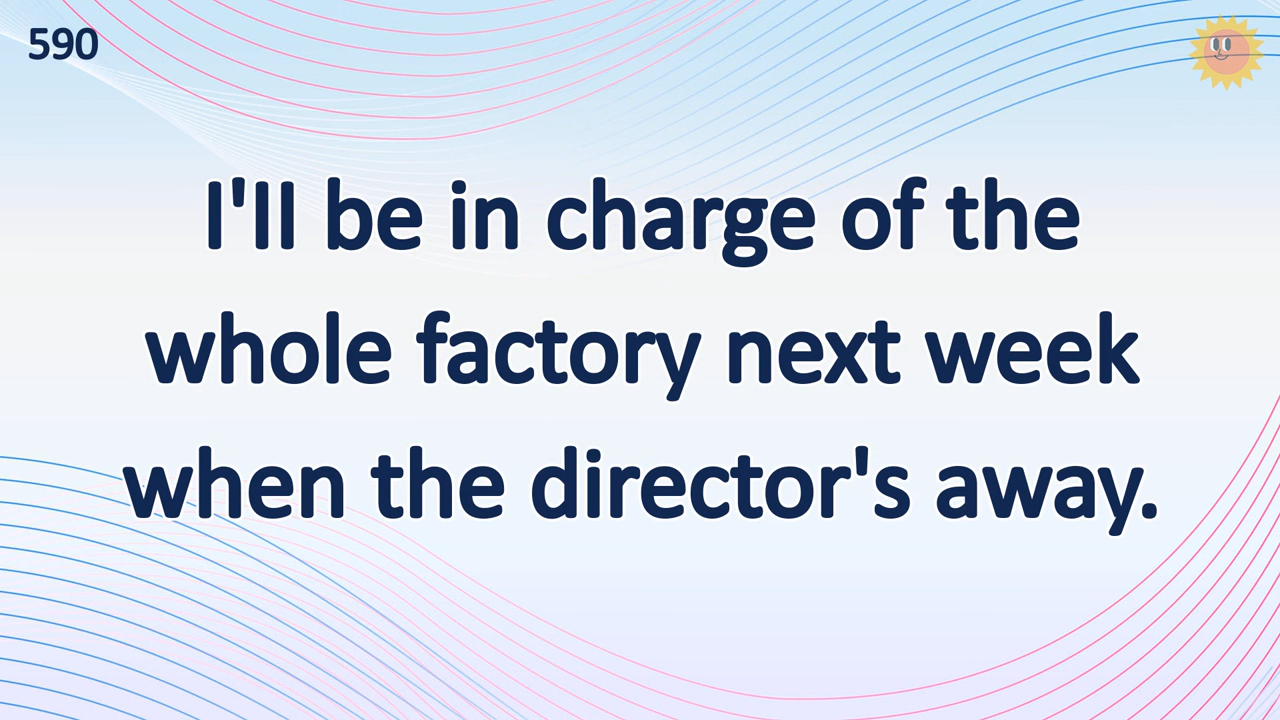 590
I'll be in charge of the
whole factory next week
when the director's away.